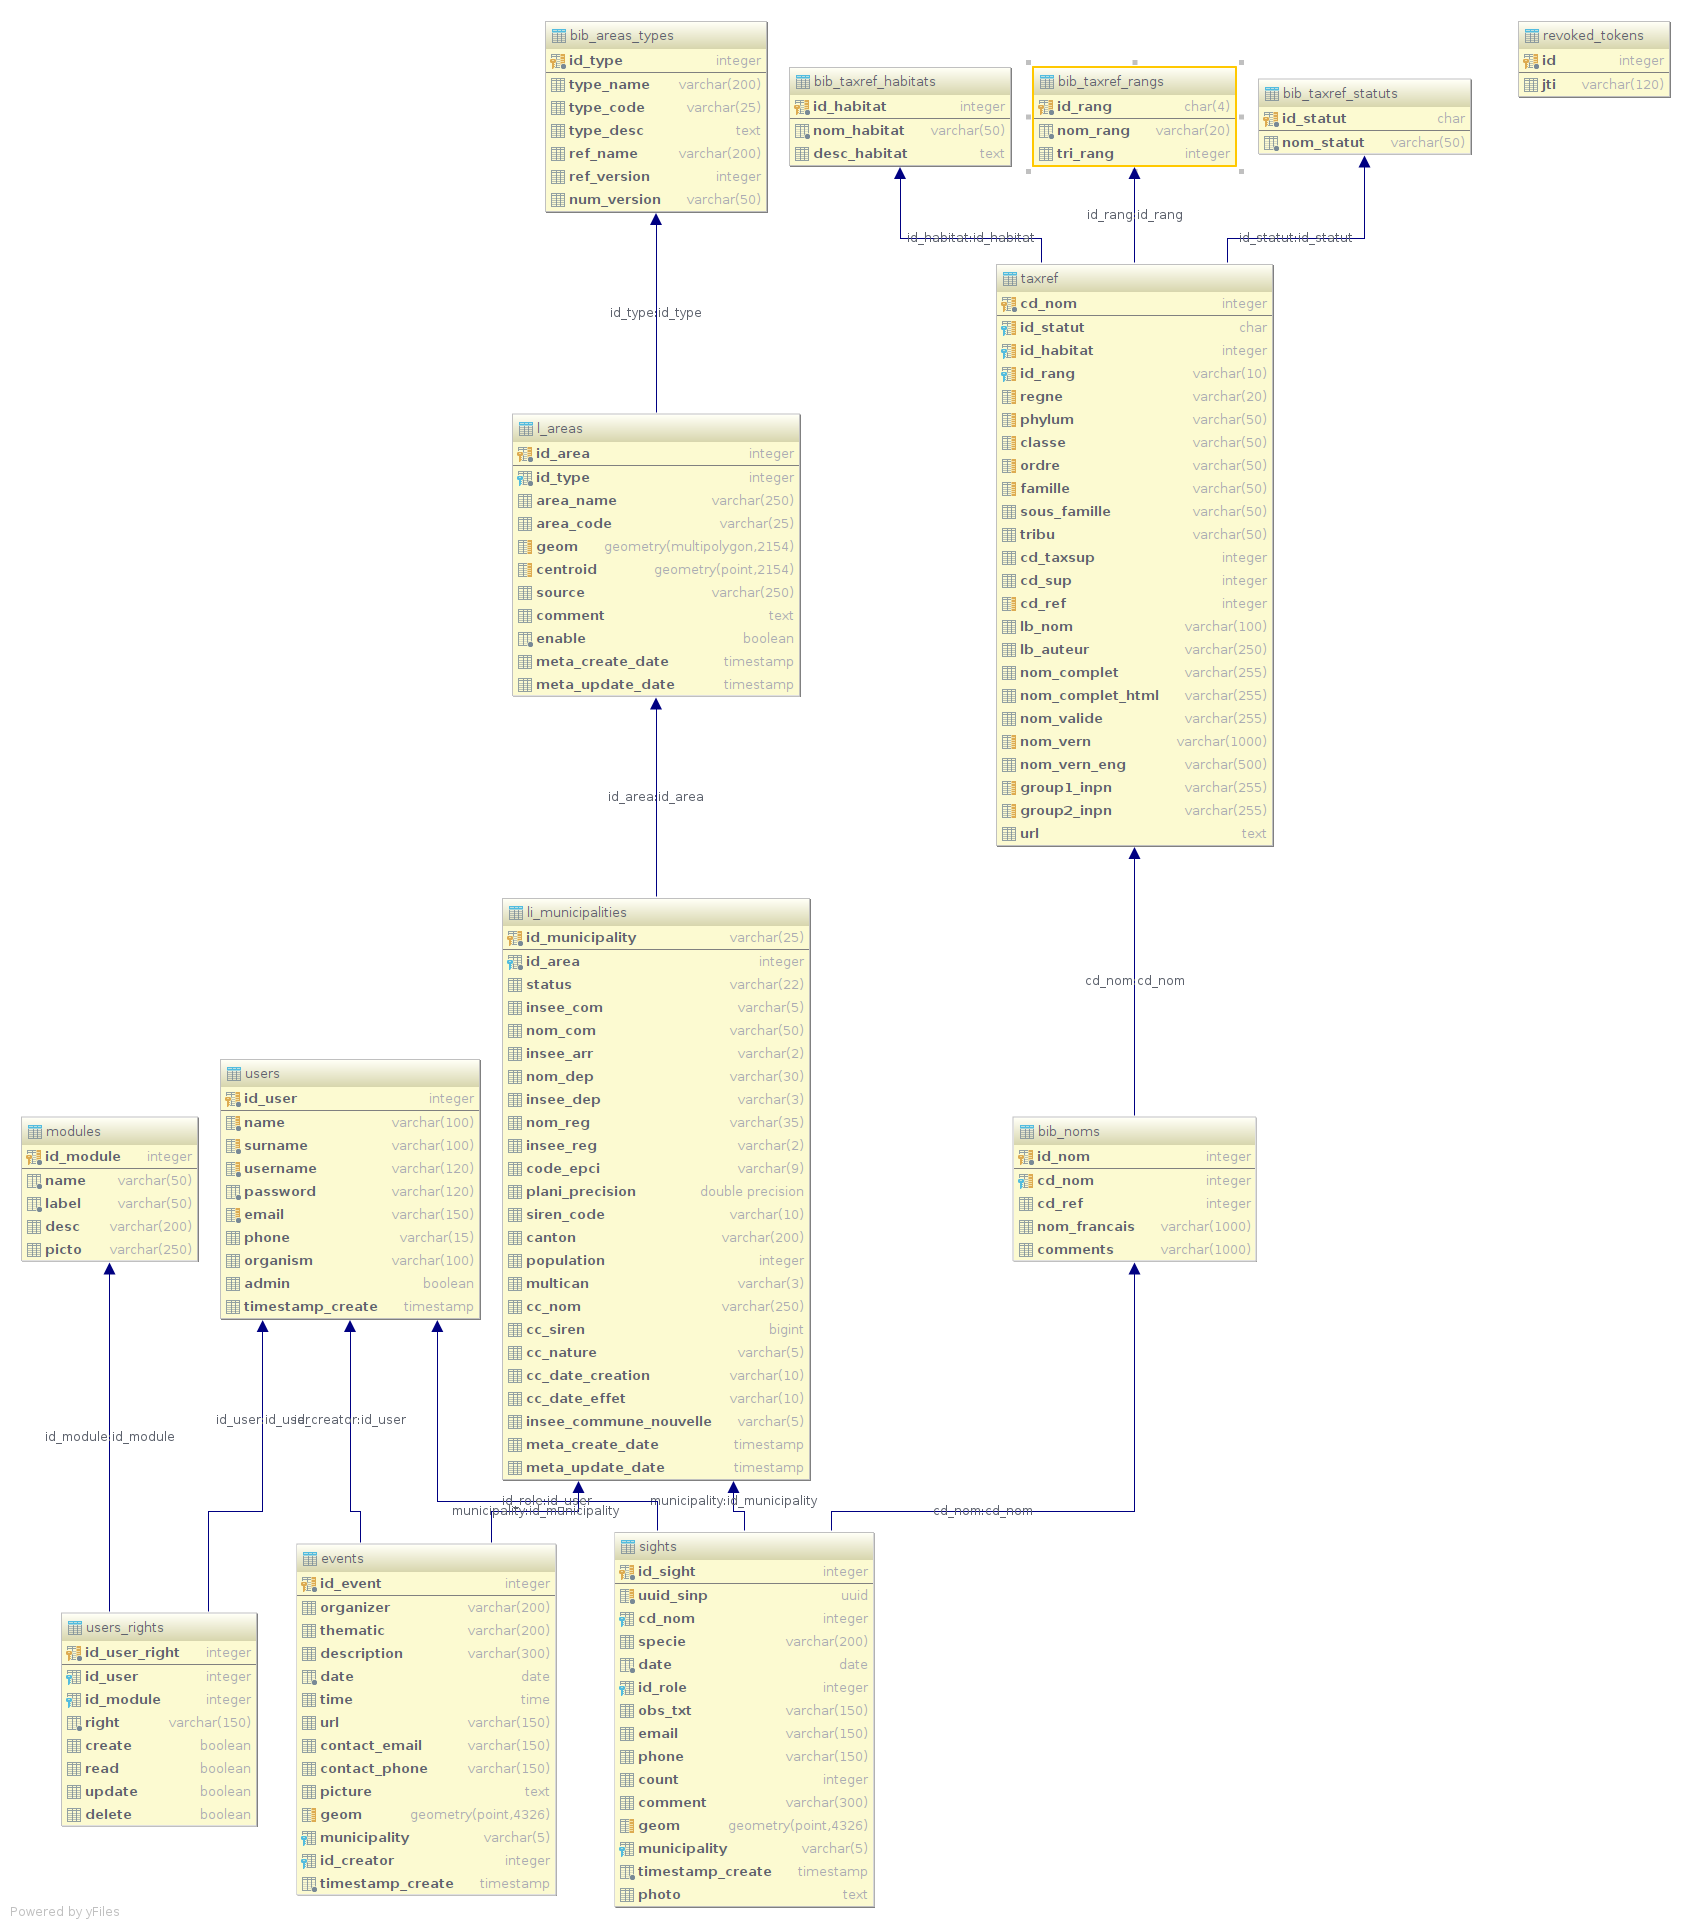 bib_areas_types
id_type integer
type_name varchar(200)
type_code varchar(25)
type_desc text
ref_name varchar(200)
ref_version integer
num_version varchar(50)
bib_taxref_habitats
id_habitat integer
nom_habitat varchar(50)
desc_habitat text
bib_taxref_rangs
id_rang char(4)
nom_rang varchar(20)
tri_rang integer
bib_taxref_statuts
id_statut char
nom_statut varchar(50)
revoked_tokens
id integer
jti varchar(120)
id_habitat:id_habitat
id_rang:id_rang
id_statut:id_statut
id_type:id_type
taxref
cd_nom integer
id_statut char
id_habitat integer
id_rang varchar(10)
regne varchar(20)
phylum varchar(50)
classe varchar(50)
ordre varchar(50)
famille varchar(50)
sous_famille varchar(50)
tribu varchar(50)
cd_taxsup integer
cd_sup integer
cd_ref integer
lb_nom varchar(100)
lb_auteur varchar(250)
nom_complet varchar(255)
nom_complet_html varchar(255)
nom_valide varchar(255)
nom_vern varchar(1000)
nom_vern_eng varchar(500)
group1_inpn varchar(255)
group2_inpn varchar(255)
url text
l_areas
id_area integer
id_type integer
area_name varchar(250)
area_code varchar(25)
geom geometry(multipolygon,2154)
centroid geometry(point,2154)
source varchar(250)
comment text
enable boolean
meta_create_date timestamp
meta_update_date timestamp
id_area:id_area
cd_nom:cd_nom
li_municipalities
id_municipality varchar(25)
id_area integer
status varchar(22)
insee_com varchar(5)
nom_com varchar(50)
insee_arr varchar(2)
nom_dep varchar(30)
insee_dep varchar(3)
nom_reg varchar(35)
insee_reg varchar(2)
code_epci varchar(9)
plani_precision double precision
siren_code varchar(10)
canton varchar(200)
population integer
multican varchar(3)
cc_nom varchar(250)
cc_siren bigint
cc_nature varchar(5)
cc_date_creation varchar(10)
cc_date_effet varchar(10)
insee_commune_nouvelle varchar(5)
meta_create_date timestamp
meta_update_date timestamp
users
id_user integer
name varchar(100)
surname varchar(100)
username varchar(120)
password varchar(120)
email varchar(150)
phone varchar(15)
organism varchar(100)
admin boolean
timestamp_create timestamp
modules
id_module integer
name varchar(50)
label varchar(50)
desc varchar(200)
picto varchar(250)
bib_noms
id_nom integer
cd_nom integer
cd_ref integer
nom_francais varchar(1000)
comments varchar(1000)
id_module:id_module
id_user:id_user
id_creator:id_user
id_role:id_user
municipality:id_municipality
municipality:id_municipality
cd_nom:cd_nom
users_rights
id_user_right integer
id_user integer
id_module integer
right varchar(150)
create boolean
read boolean
update boolean
delete boolean
events
id_event integer
organizer varchar(200)
thematic varchar(200)
description varchar(300)
date date
time time
url varchar(150)
contact_email varchar(150)
contact_phone varchar(150)
picture text
geom geometry(point,4326)
municipality varchar(5)
id_creator integer
timestamp_create timestamp
sights
id_sight integer
uuid_sinp uuid
cd_nom integer
specie varchar(200)
date date
id_role integer
obs_txt varchar(150)
email varchar(150)
phone varchar(150)
count integer
comment varchar(300)
geom geometry(point,4326)
municipality varchar(5)
timestamp_create timestamp
photo text
Powered by yFiles